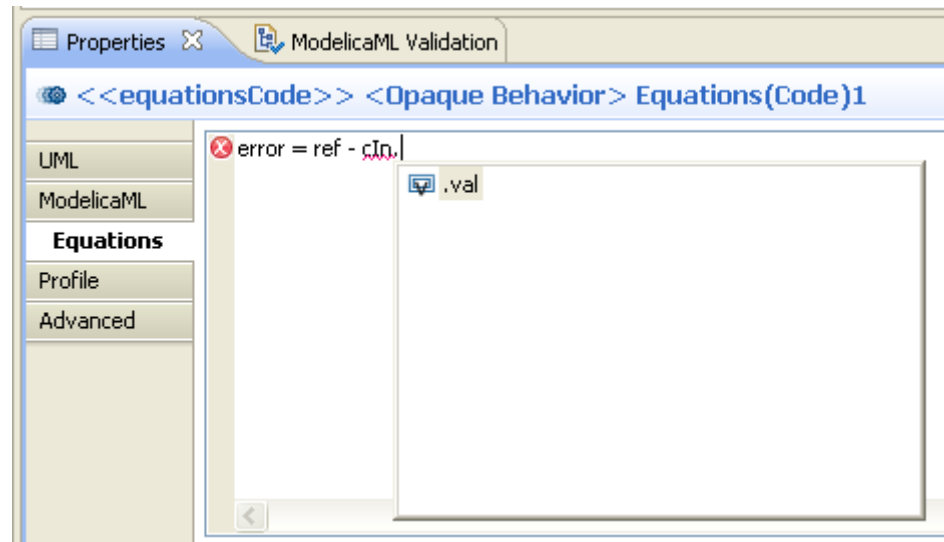 Properties ModelicaML Validation
<<equationsCode>> <Opaque Behavior> Equations(Code)1
error = ref - cIn.
UML
.val
ModelicaML
Equations
Profile
Advanced